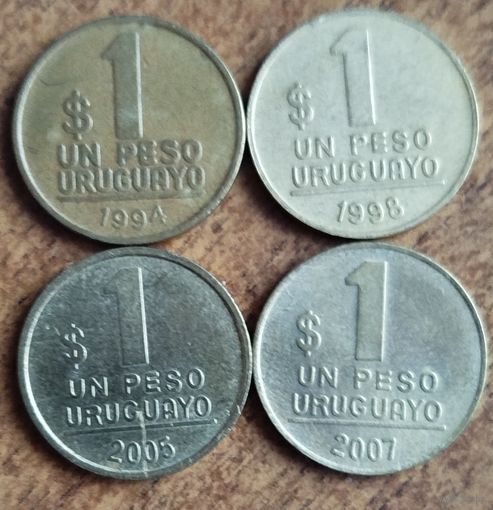 $ 1
UN PESO
URUGUAYO
1994
$ 1
UN PESO
URUGUAYO
1998
$ 1
UN PESO
URUGUAYO
2005
$ 1
UN PESO
URUGUAYO
2007